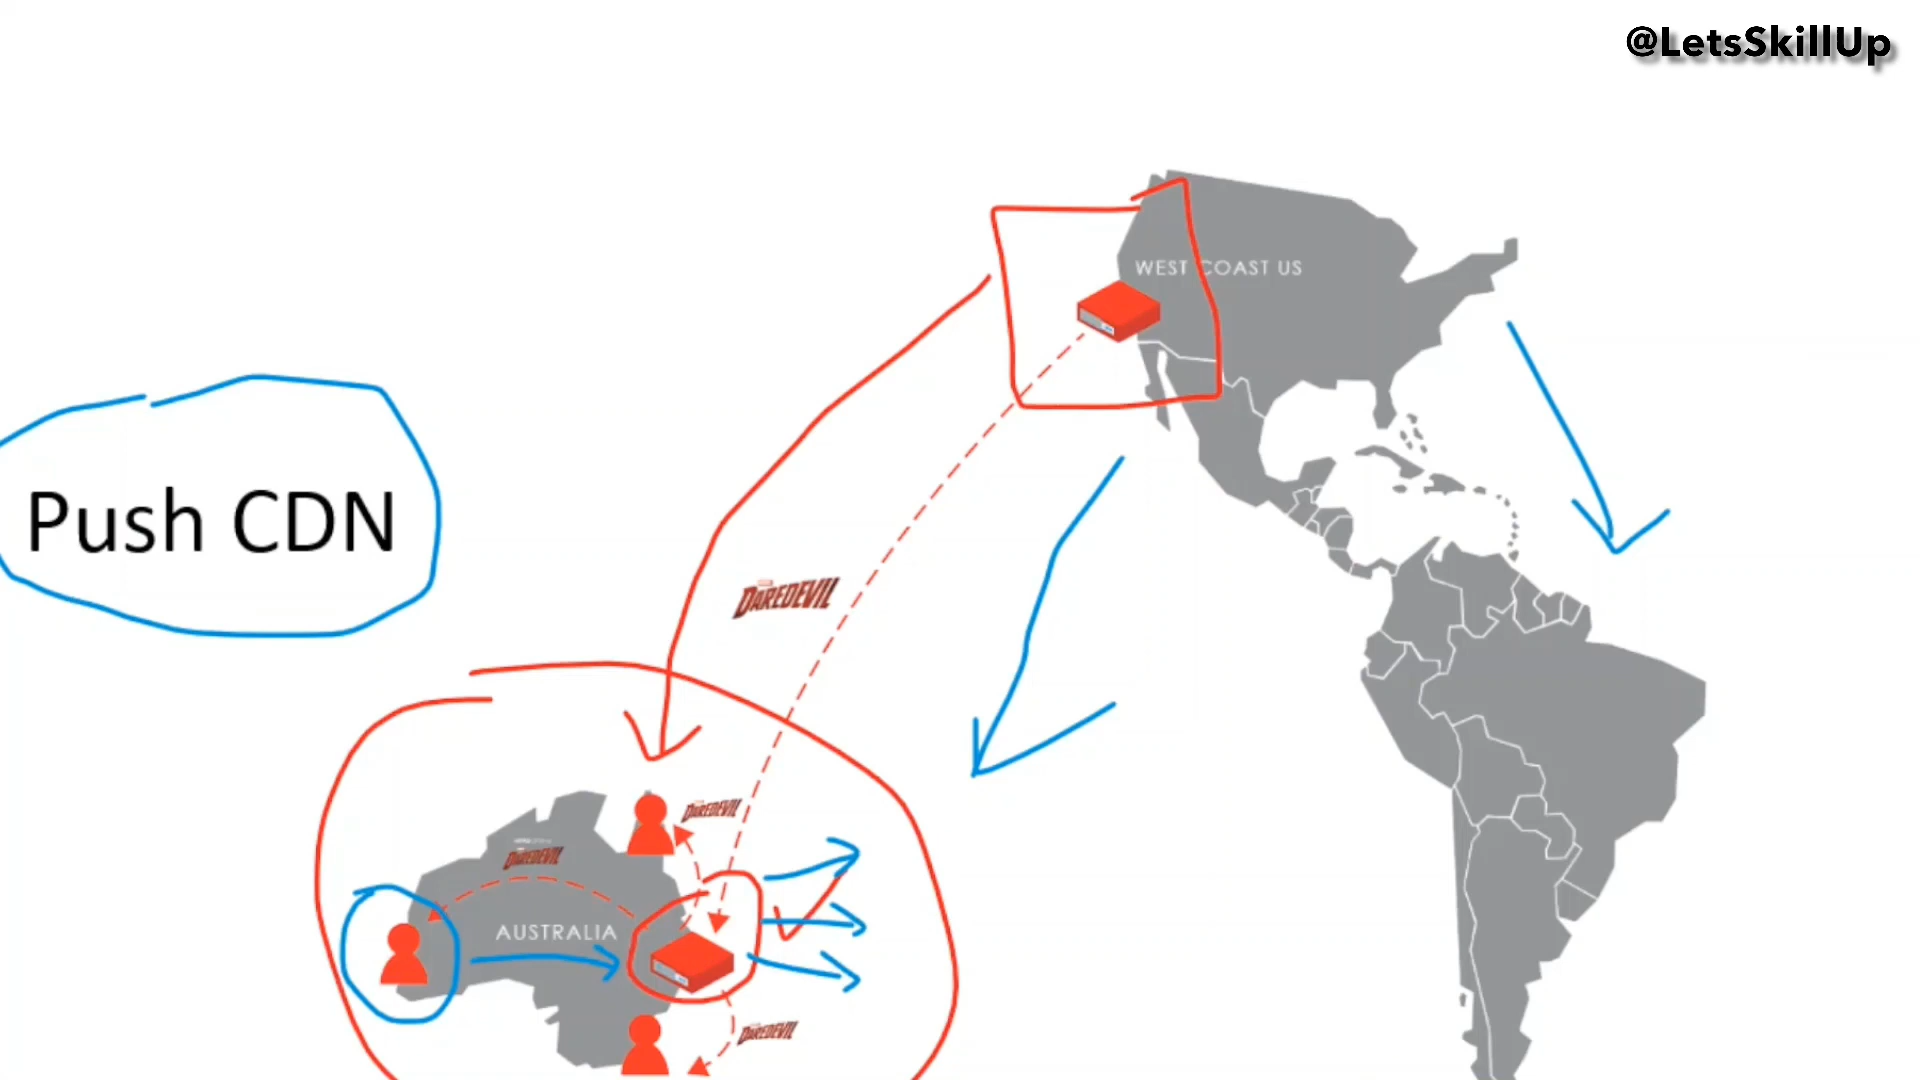 @LetsSkillUp
WEST COAST US
Push CDN
DAREDEVIL
DAREDEVIL
DAREDEVIL
AUSTRALIA
DAREDEVIL